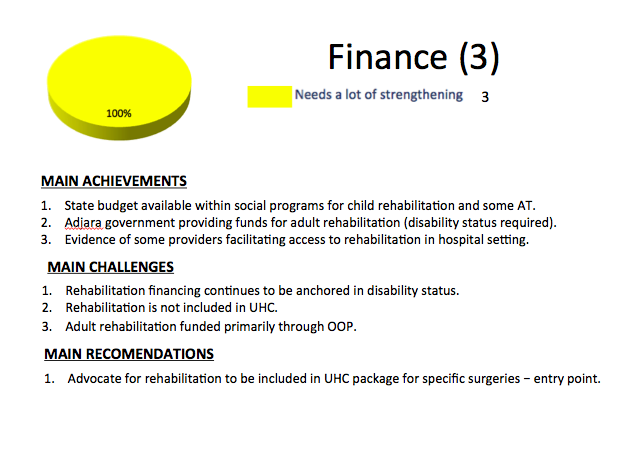 Finance (3)
Needs a lot of strengthening 3
100%
MAIN ACHIEVEMENTS
1. State budget available within social programs for child rehabilitation and some AT.
2. Adjara government providing funds for adult rehabilitation (disability status required).
3. Evidence of some providers facilitating access to rehabilitation in hospital setting.
MAIN CHALLENGES
1. Rehabilitation financing continues to be anchored in disability status.
2. Rehabilitation is not included in UHC.
3. Adult rehabilitation funded primarily through OOP.
MAIN RECOMENDATIONS
1. Advocate for rehabilitation to be included in UHC package for specific surgeries – entry point.